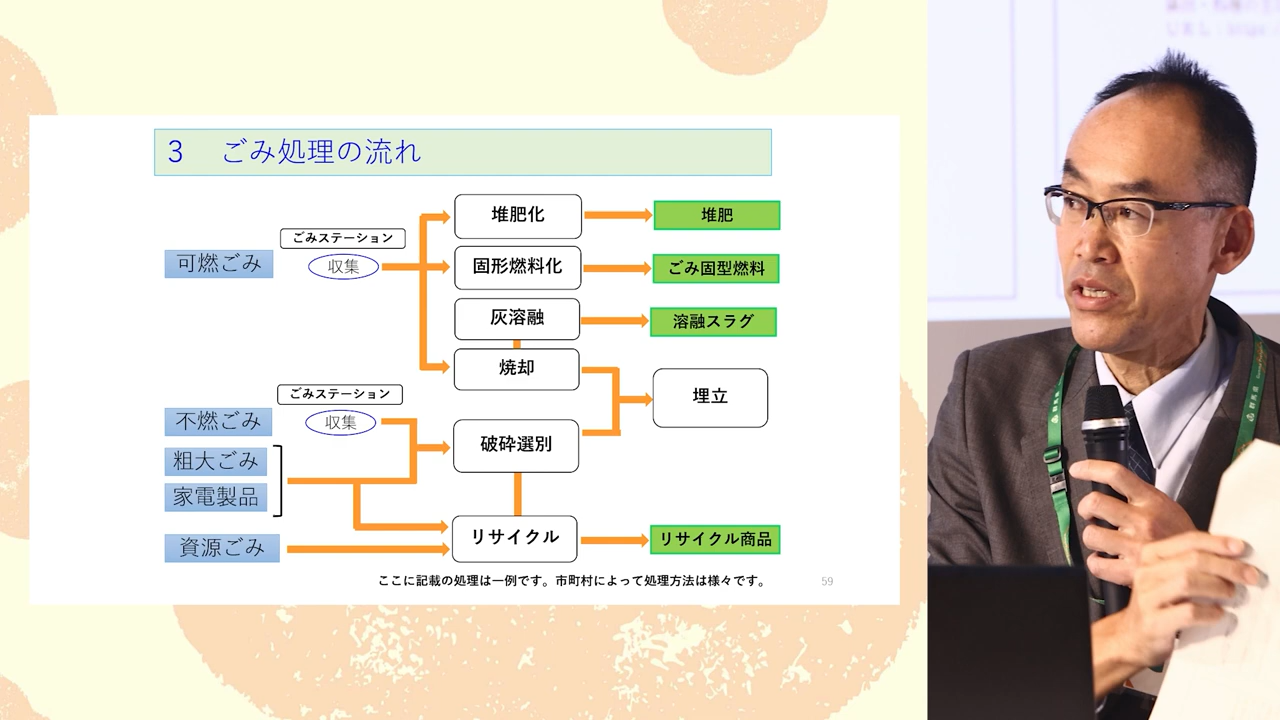 3 ごみ処理の流れ
堆肥化
堆肥
ごみステーション
可燃ごみ
収集
固形燃料化
ごみ固型燃料
灰溶融
溶融スラグ
焼却
ごみステーション
埋立
不燃ごみ
収集
破砕選別
粗大ごみ
家電製品
リサイクル
リサイクル商品
資源ごみ
ここに記載の処理は一例です。市町村によって処理方法は様々です。
59